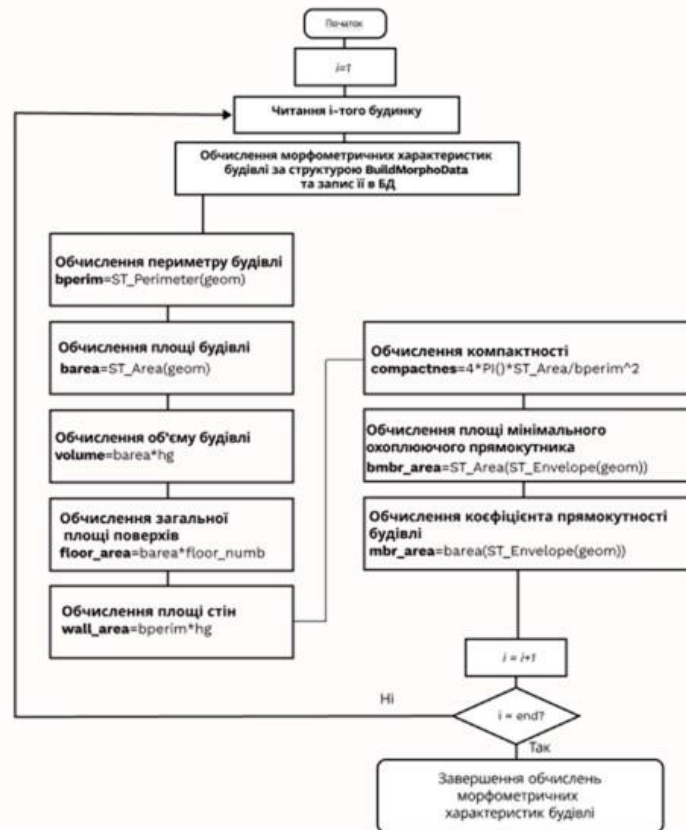 Початок
i=1
Читання і-того будинку
Обчислення морфометричних характеристик
будівлі за структурою BuildMorphoData
та запис її в БД
Обчислення периметру будівлі
bperim=ST_Perimeter(geom)
Обчислення площі будівлі
barea=ST_Area(geom)
Обчислення об'єму будівлі
volume=barea*hg
Обчислення загальної
площі поверхів
floor_area=barea*floor_numb
Обчислення площі стін
wall_area=bperim*hg
Обчислення компактності
compactnes=4*PI()*ST_Area/bperim^2
Обчислення площі мінімального
охоплюючого прямокутника
bmbr_area=ST_Area(ST_Envelope(geom))
Обчислення коєфіцієнта прямокутності
будівлі
mbr_area=barea(ST_Envelope(geom))
i = i+1
Ні
i = end?
Так
Завершення обчислень
морфометричних
характеристик будівлі